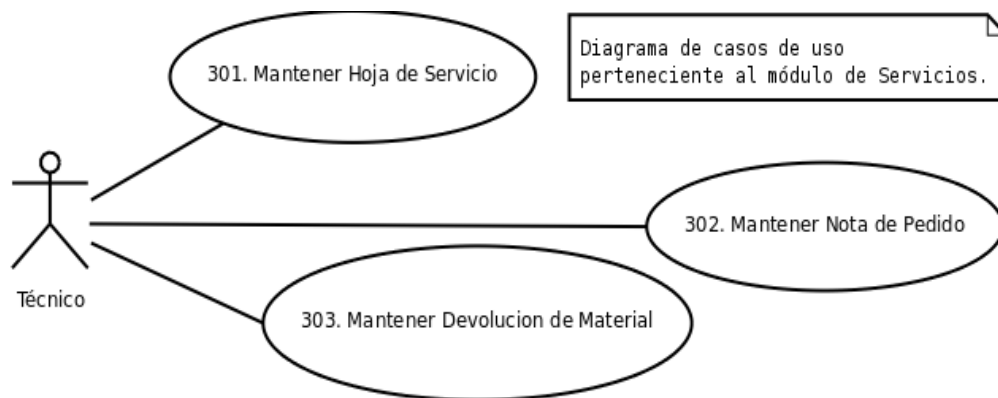 301. Mantener Hoja de Servicio
Diagrama de casos de uso
perteneciente al módulo de Servicios.
302. Mantener Nota de Pedido
Técnico
303. Mantener Devolucion de Material